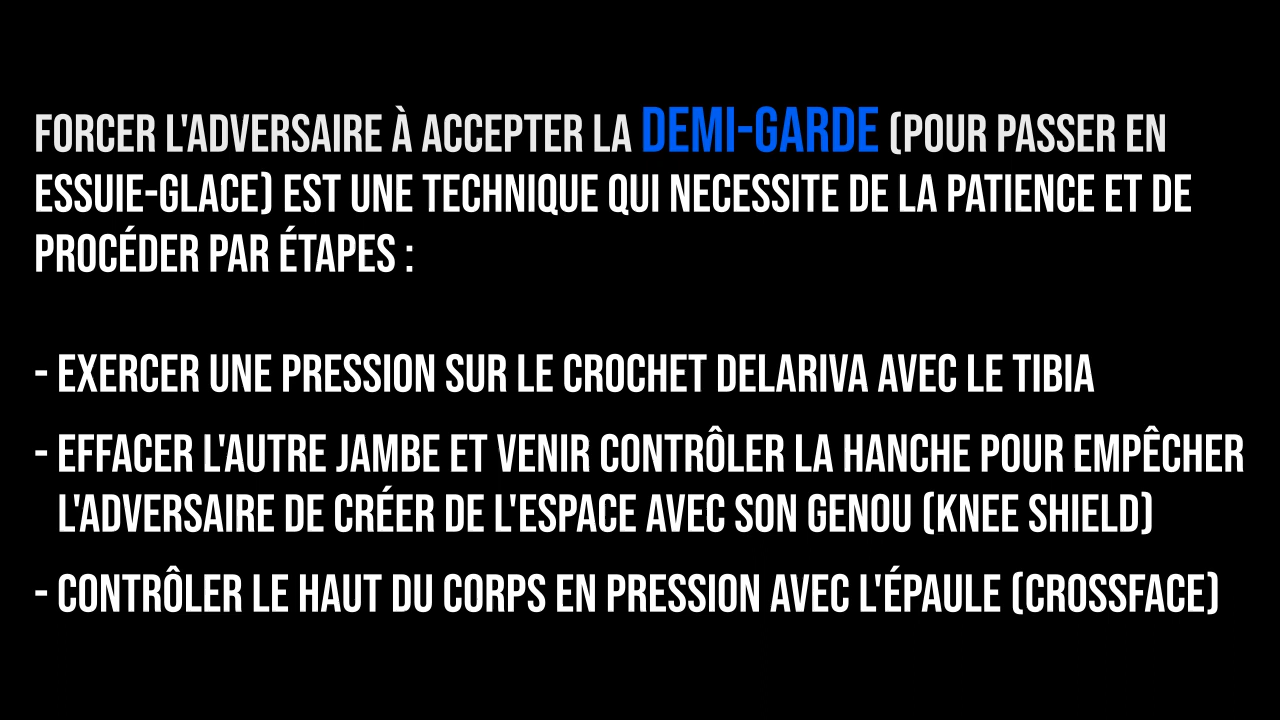 FORCER L'ADVERSAIRE À ACCEPTER LA DEMI-GARDE (POUR PASSER EN
ESSUIE-GLACE) EST UNE TECHNIQUE QUI NECESSITE DE LA PATIENCE ET DE
PROCÉDER PAR ÉTAPES :
- EXERCER UNE PRESSION SUR LE CROCHET DELARIVA AVEC LE TIBIA
- EFFACER L'AUTRE JAMBE ET VENIR CONTRÔLER LA HANCHE POUR EMPÊCHER
L'ADVERSAIRE DE CRÉER DE L'ESPACE AVEC SON GENOU (KNEE SHIELD)
- CONTRÔLER LE HAUT DU CORPS EN PRESSION AVEC L'ÉPAULE (CROSSFACE)